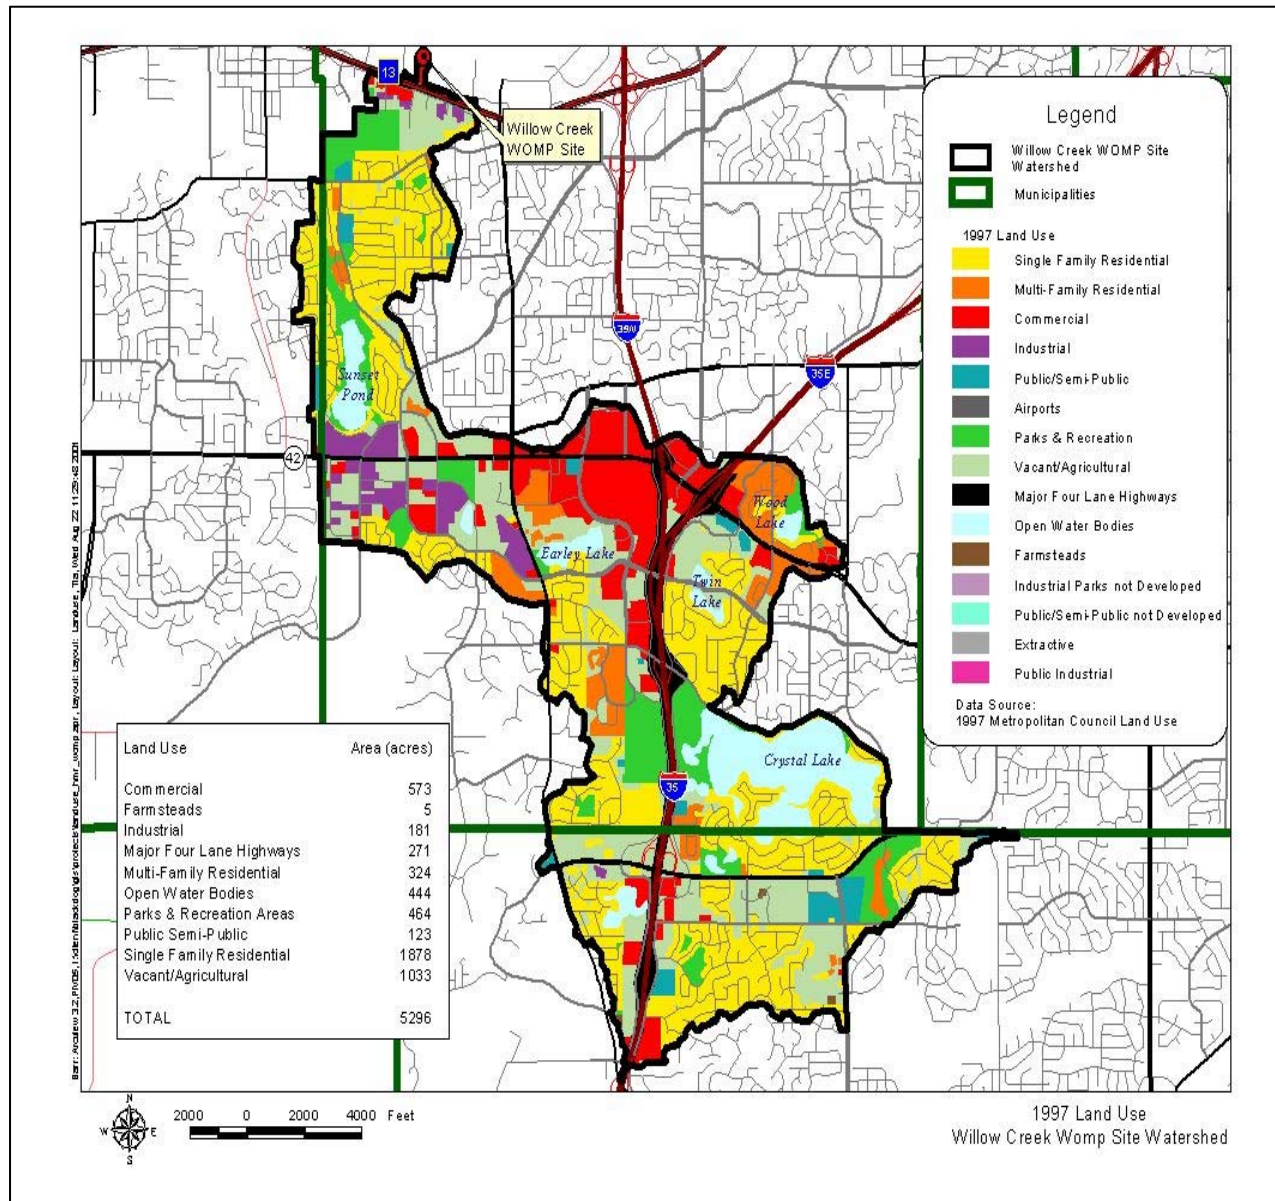 13
Willow Creek
WOMP Site
Legend
Willow Creek WOMP Site
Watershed
Municipalities
1997 Land Use
Single Family Residential
Multi-Family Residential
Commercial
Industrial
Public/Semi-Public
Airports
Parks & Recreation
Vacant/Agricultural
Major Four Lane Highways
Open Water Bodies
Farmsteads
Industrial Parks not Developed
Public/Semi-Public not Developed
Extractive
Public Industrial
Data Source:
1997 Metropolitan Council Land Use
35E
Sunset
Pond
42
Wood
Lake
Earley Lake
Twin
Lake
Crystal Lake
35
Land Use Area (acres)
Commercial 573
Farmsteads 5
Industrial 181
Major Four Lane Highways 271
Multi-Family Residential 324
Open Water Bodies 444
Parks & Recreation Areas 464
Public Semi-Public 123
Single Family Residential 1878
Vacant/Agricultural 1033
TOTAL 5296
N
W E
S
2000 0 2000 4000 Feet
1997 Land Use
Willow Creek Womp Site Watershed